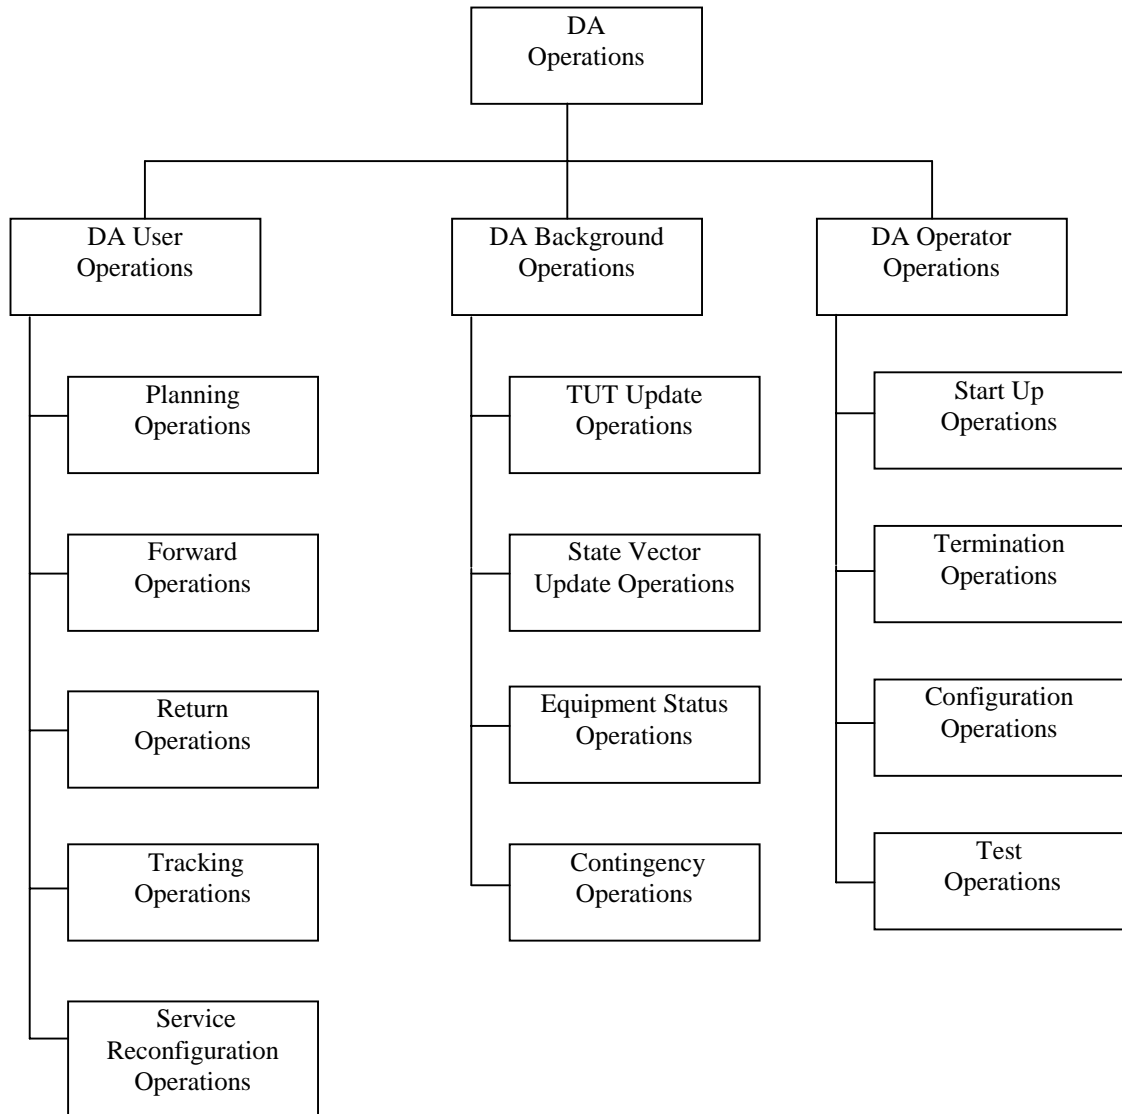 DA
Operations
DA User
Operations
DA Background
Operations
DA Operator
Operations
Planning
Operations
Forward
Operations
Return
Operations
Tracking
Operations
Service
Reconfiguration
Operations
TUT Update
Operations
State Vector
Update Operations
Equipment Status
Operations
Contingency
Operations
Start Up
Operations
Termination
Operations
Configuration
Operations
Test
Operations